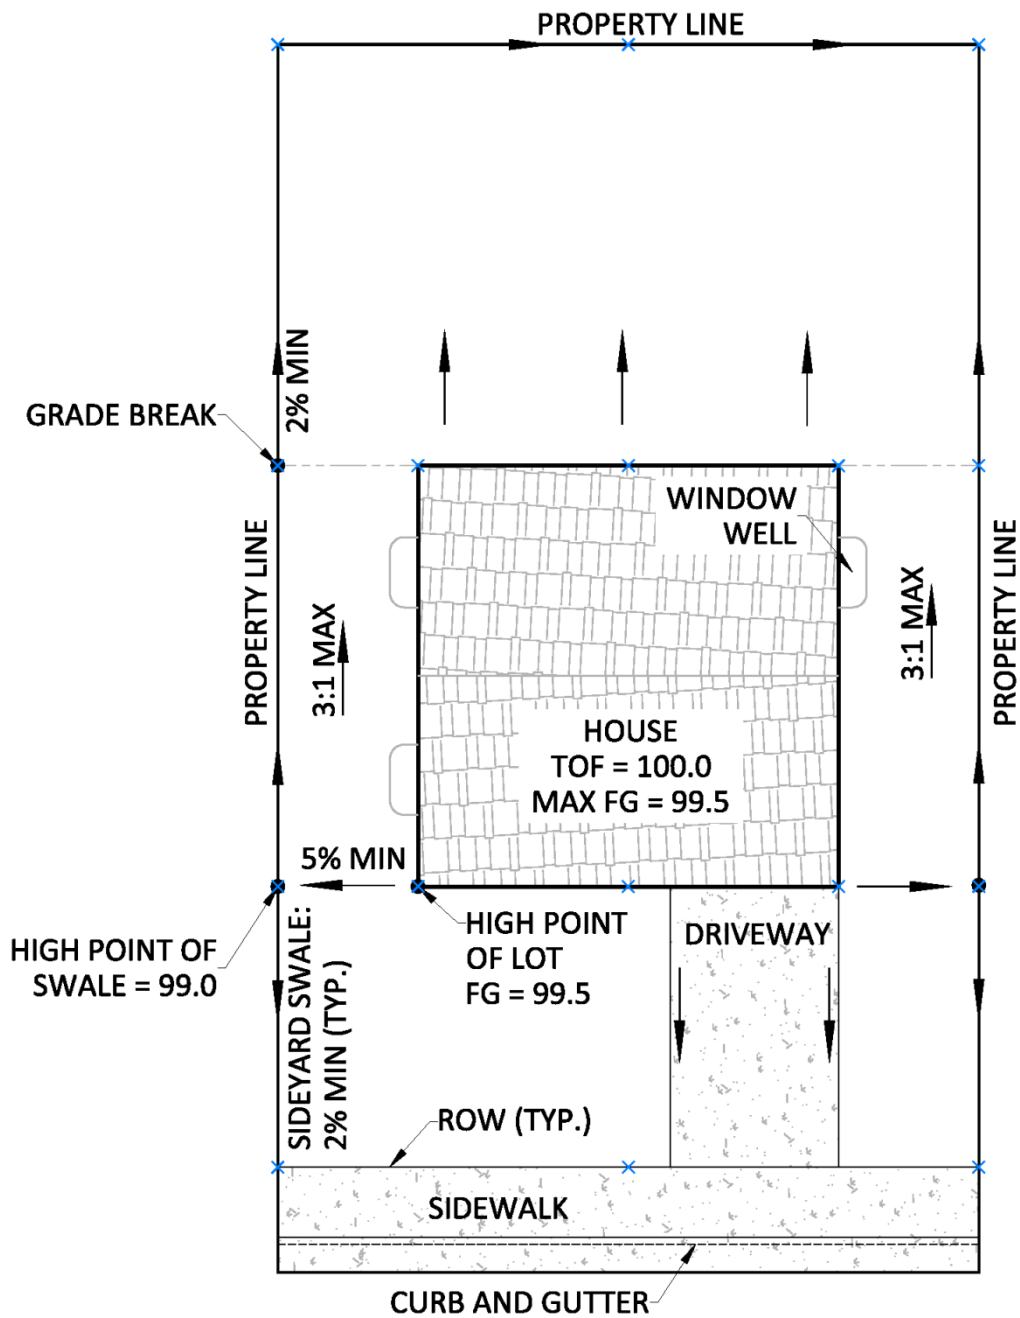 PROPERTY LINE
2% MIN
GRADE BREAK
WINDOW
WELL
PROPERTY LINE
3:1 MAX
3:1 MAX
PROPERTY LINE
HOUSE
TOF = 100.0
MAX FG = 99.5
5% MIN
HIGH POINT OF
SWALE = 99.0
SIDEYARD SWALE:
2% MIN (TYP.)
HIGH POINT
OF LOT
FG = 99.5
DRIVEWAY
ROW (TYP.)
SIDEWALK
CURB AND GUTTER